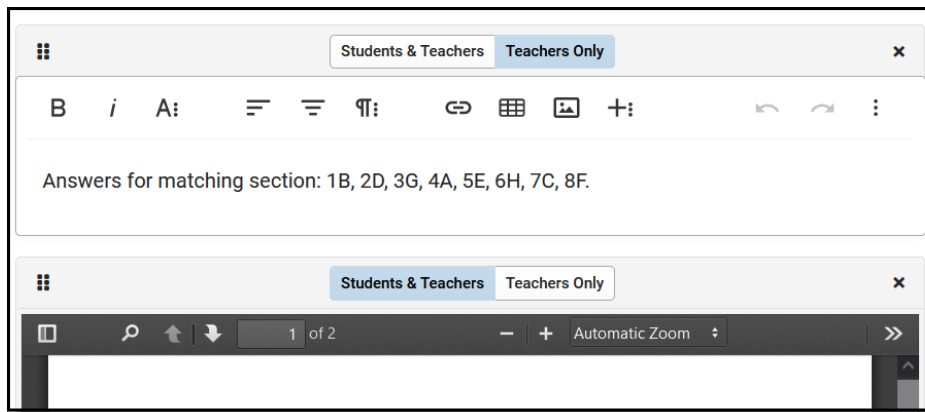 Students & Teachers Teachers Only
B i A
Answers for matching section: 1B, 2D, 3G, 4A, 5E, 6H, 7C, 8F.
Students & Teachers Teachers Only
1 of 2 Automatic Zoom